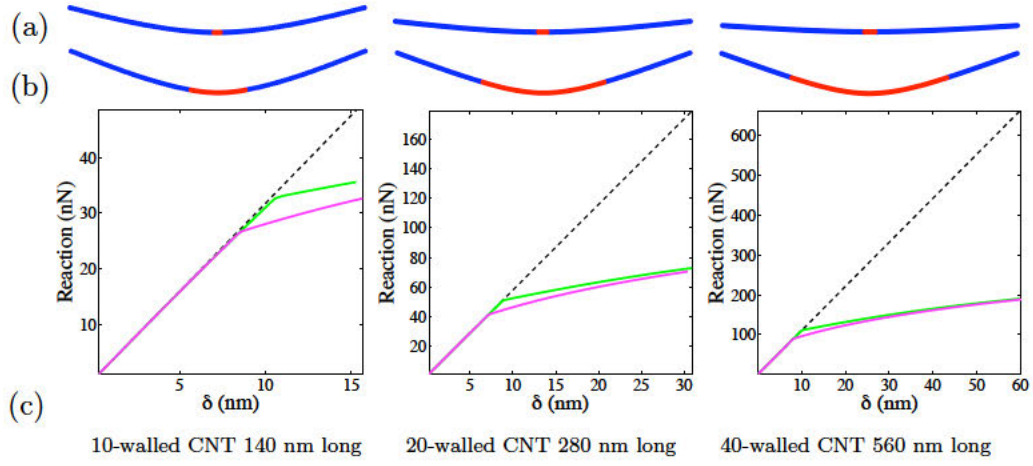 (a)
(b)
40
30
20
10
Reaction (nN)
5
10
15
δ (nm)
160
140
120
100
80
60
40
20
Reaction (nN)
5
10
15
20
25
30
δ (nm)
600
500
400
300
200
100
Reaction (nN)
10
20
30
40
50
60
δ (nm)
(c)
10-walled CNT 140 nm long
20-walled CNT 280 nm long
40-walled CNT 560 nm long